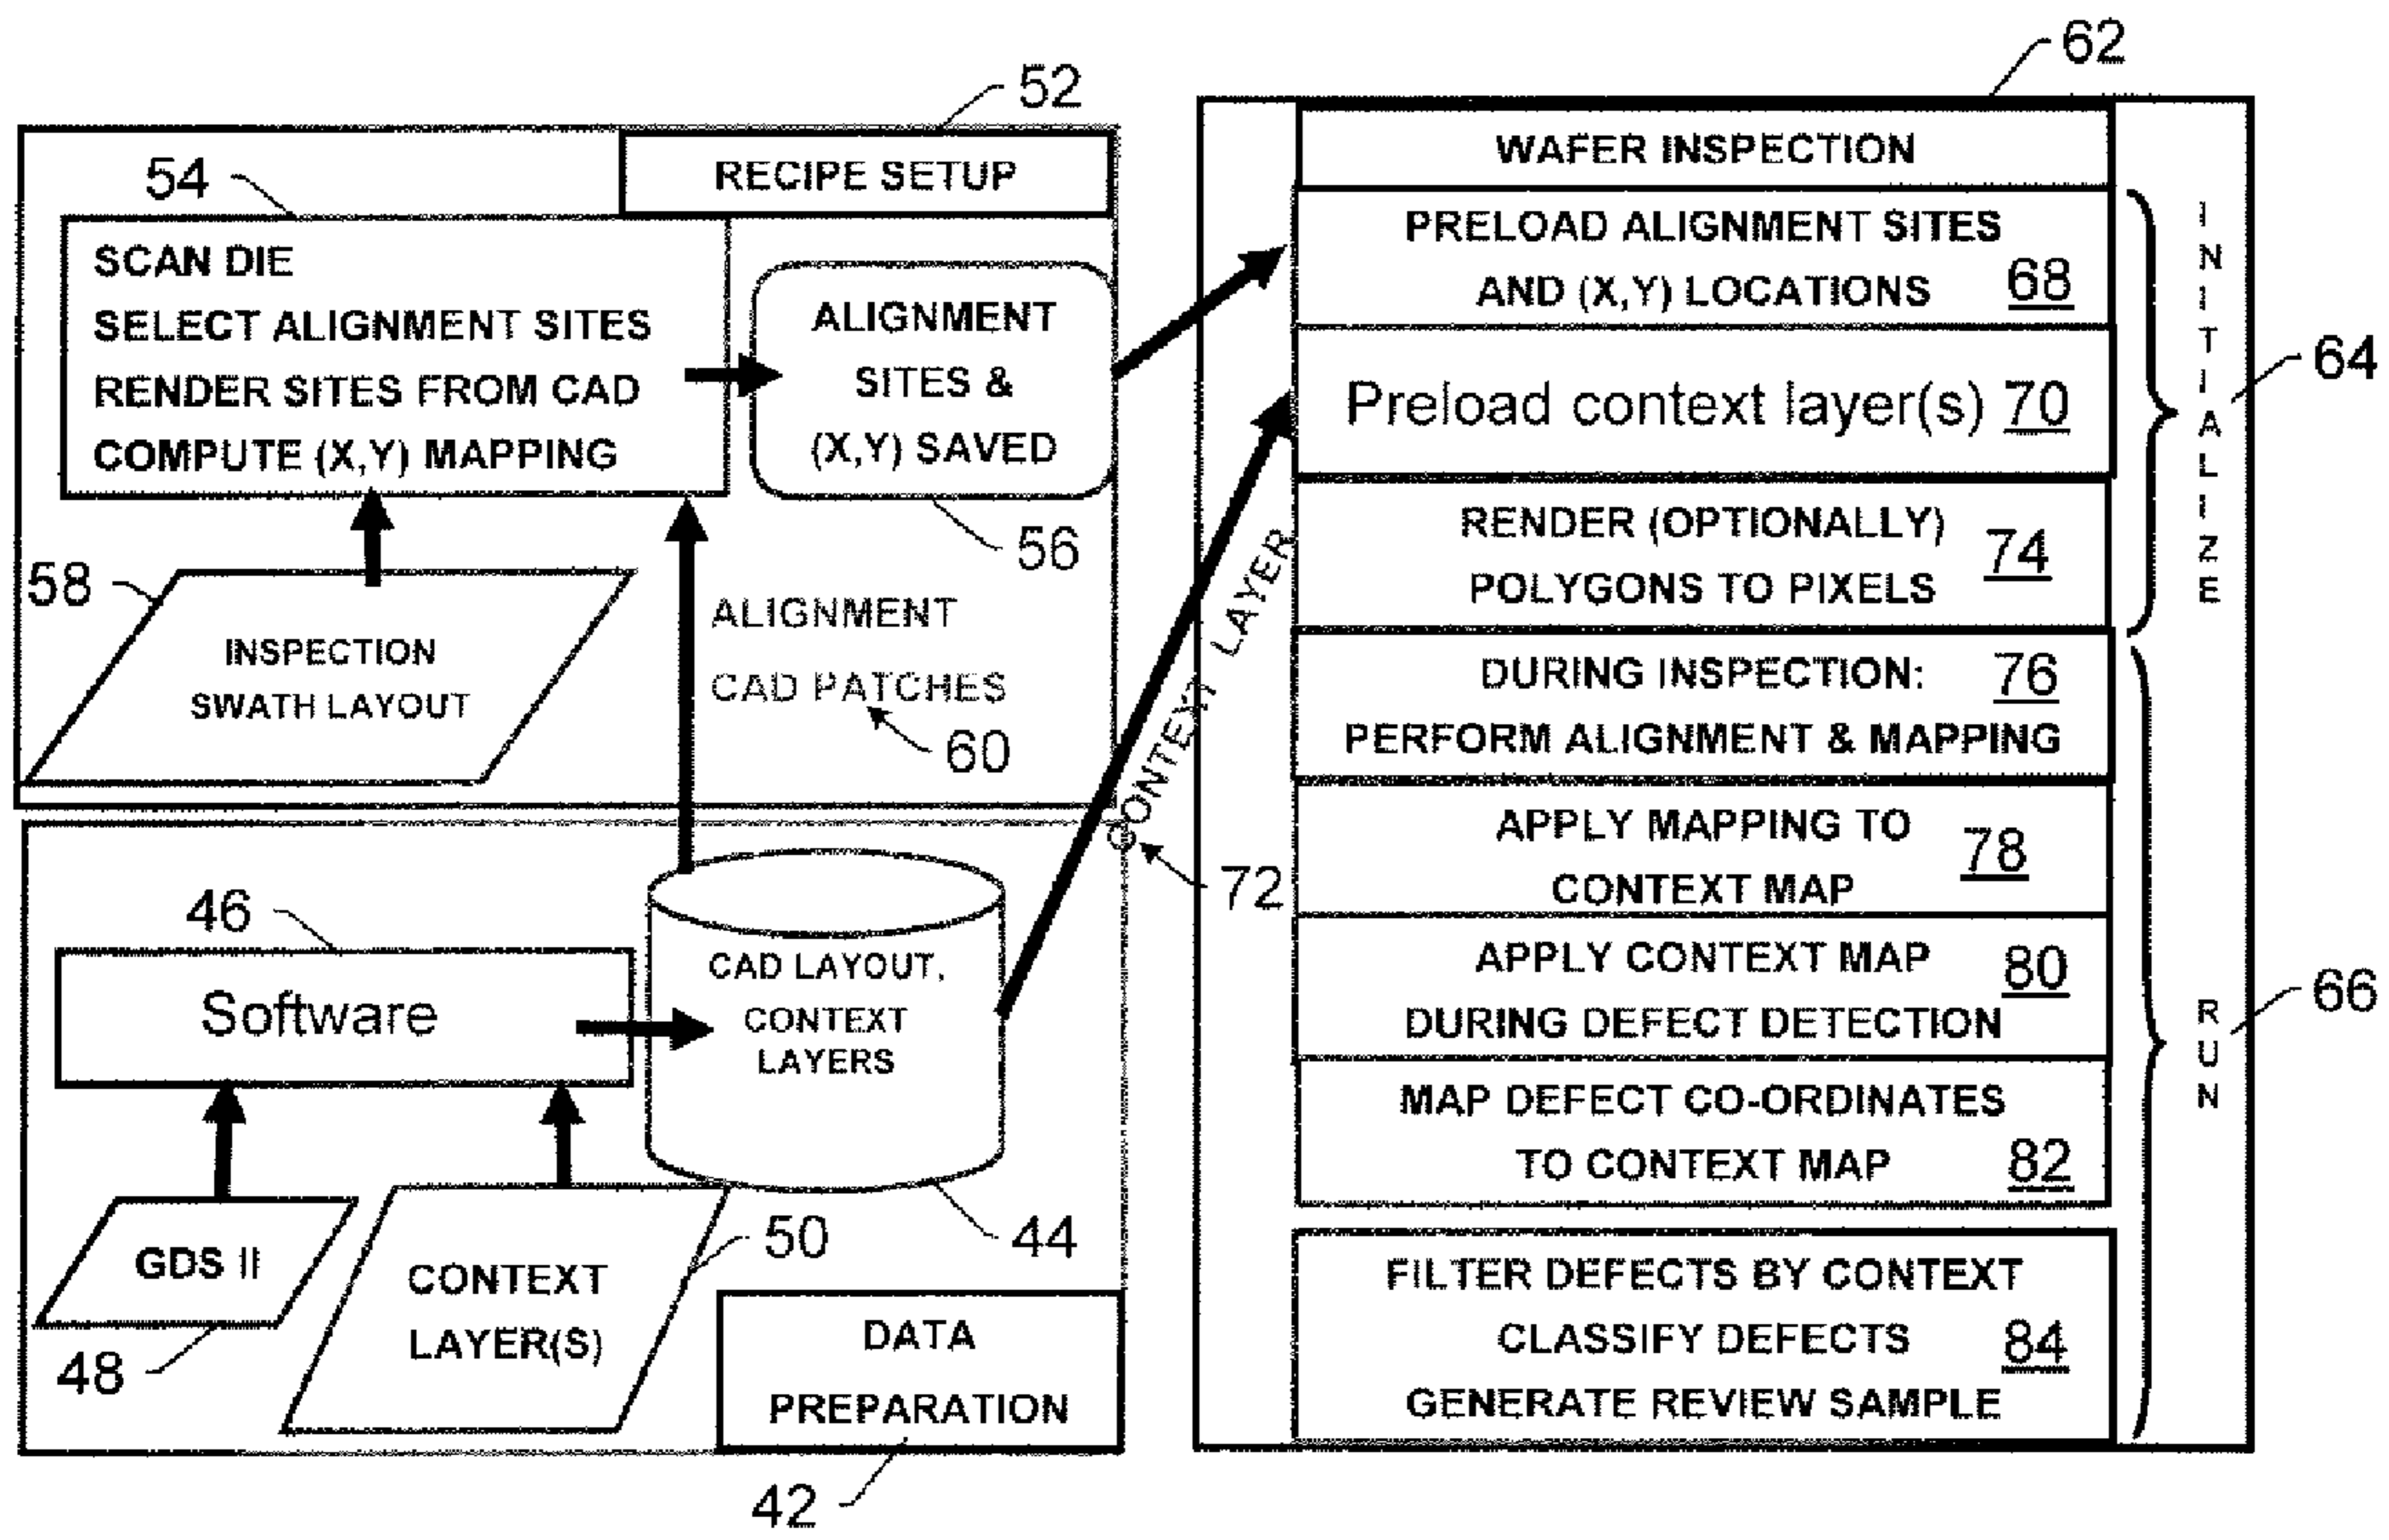 52
RECIPE SETUP
54
SCAN DIE
SELECT ALIGNMENT SITES
RENDER SITES FROM CAD
COMPUTE (X,Y) MAPPING
ALIGNMENT
SITES &
(X,Y) SAVED
56
58
INSPECTION
SWATH LAYOUT
ALIGNMENT
CAD PATCHES
60
46
Software
CAD LAYOUT,
CONTEXT
LAYERS
44
GDS II
48
CONTEXT
LAYER(S)
50
DATA
PREPARATION
42
CONTEXT LAYER
72
62
WAFER INSPECTION
PRELOAD ALIGNMENT SITES
AND (X,Y) LOCATIONS 68
Preload context layer(s) 70
RENDER (OPTIONALLY)
POLYGONS TO PIXELS 74
INITIALIZE
64
DURING INSPECTION: 76
PERFORM ALIGNMENT & MAPPING
APPLY MAPPING TO
CONTEXT MAP 78
APPLY CONTEXT MAP 80
DURING DEFECT DETECTION
MAP DEFECT CO-ORDINATES
TO CONTEXT MAP 82
FILTER DEFECTS BY CONTEXT
CLASSIFY DEFECTS 84
GENERATE REVIEW SAMPLE
RUN
66